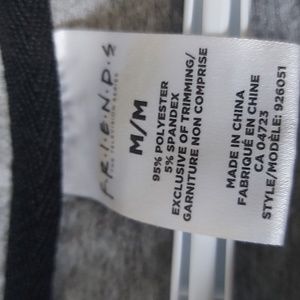 F·R·I·E·N·D·S
THE TELEVISION SERIES
M/M
95% POLYESTER
5% SPANDEX
EXCLUSIVE OF TRIMMING/
GARNITURE NON COMPRISE
MADE IN CHINA
FABRIQUÉ EN CHINE
CA 04723
STYLE/MODÈLE: 926051